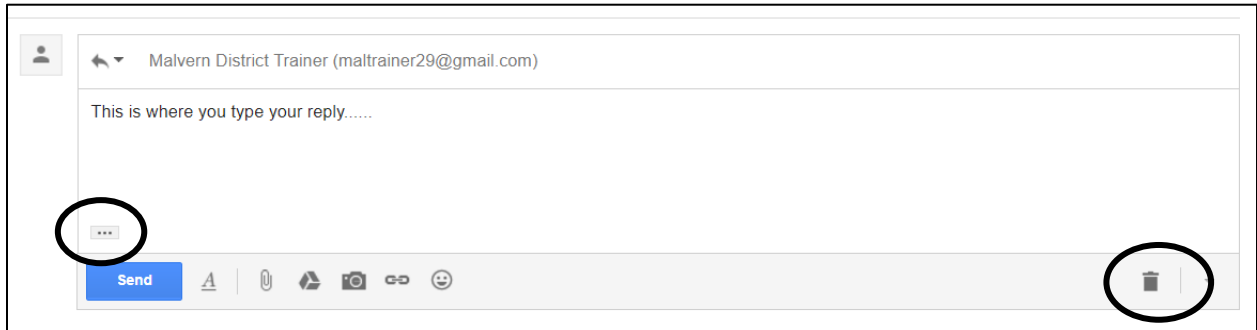 Malvern District Trainer (maltrainer29@gmail.com)
This is where you type your reply......
Send A